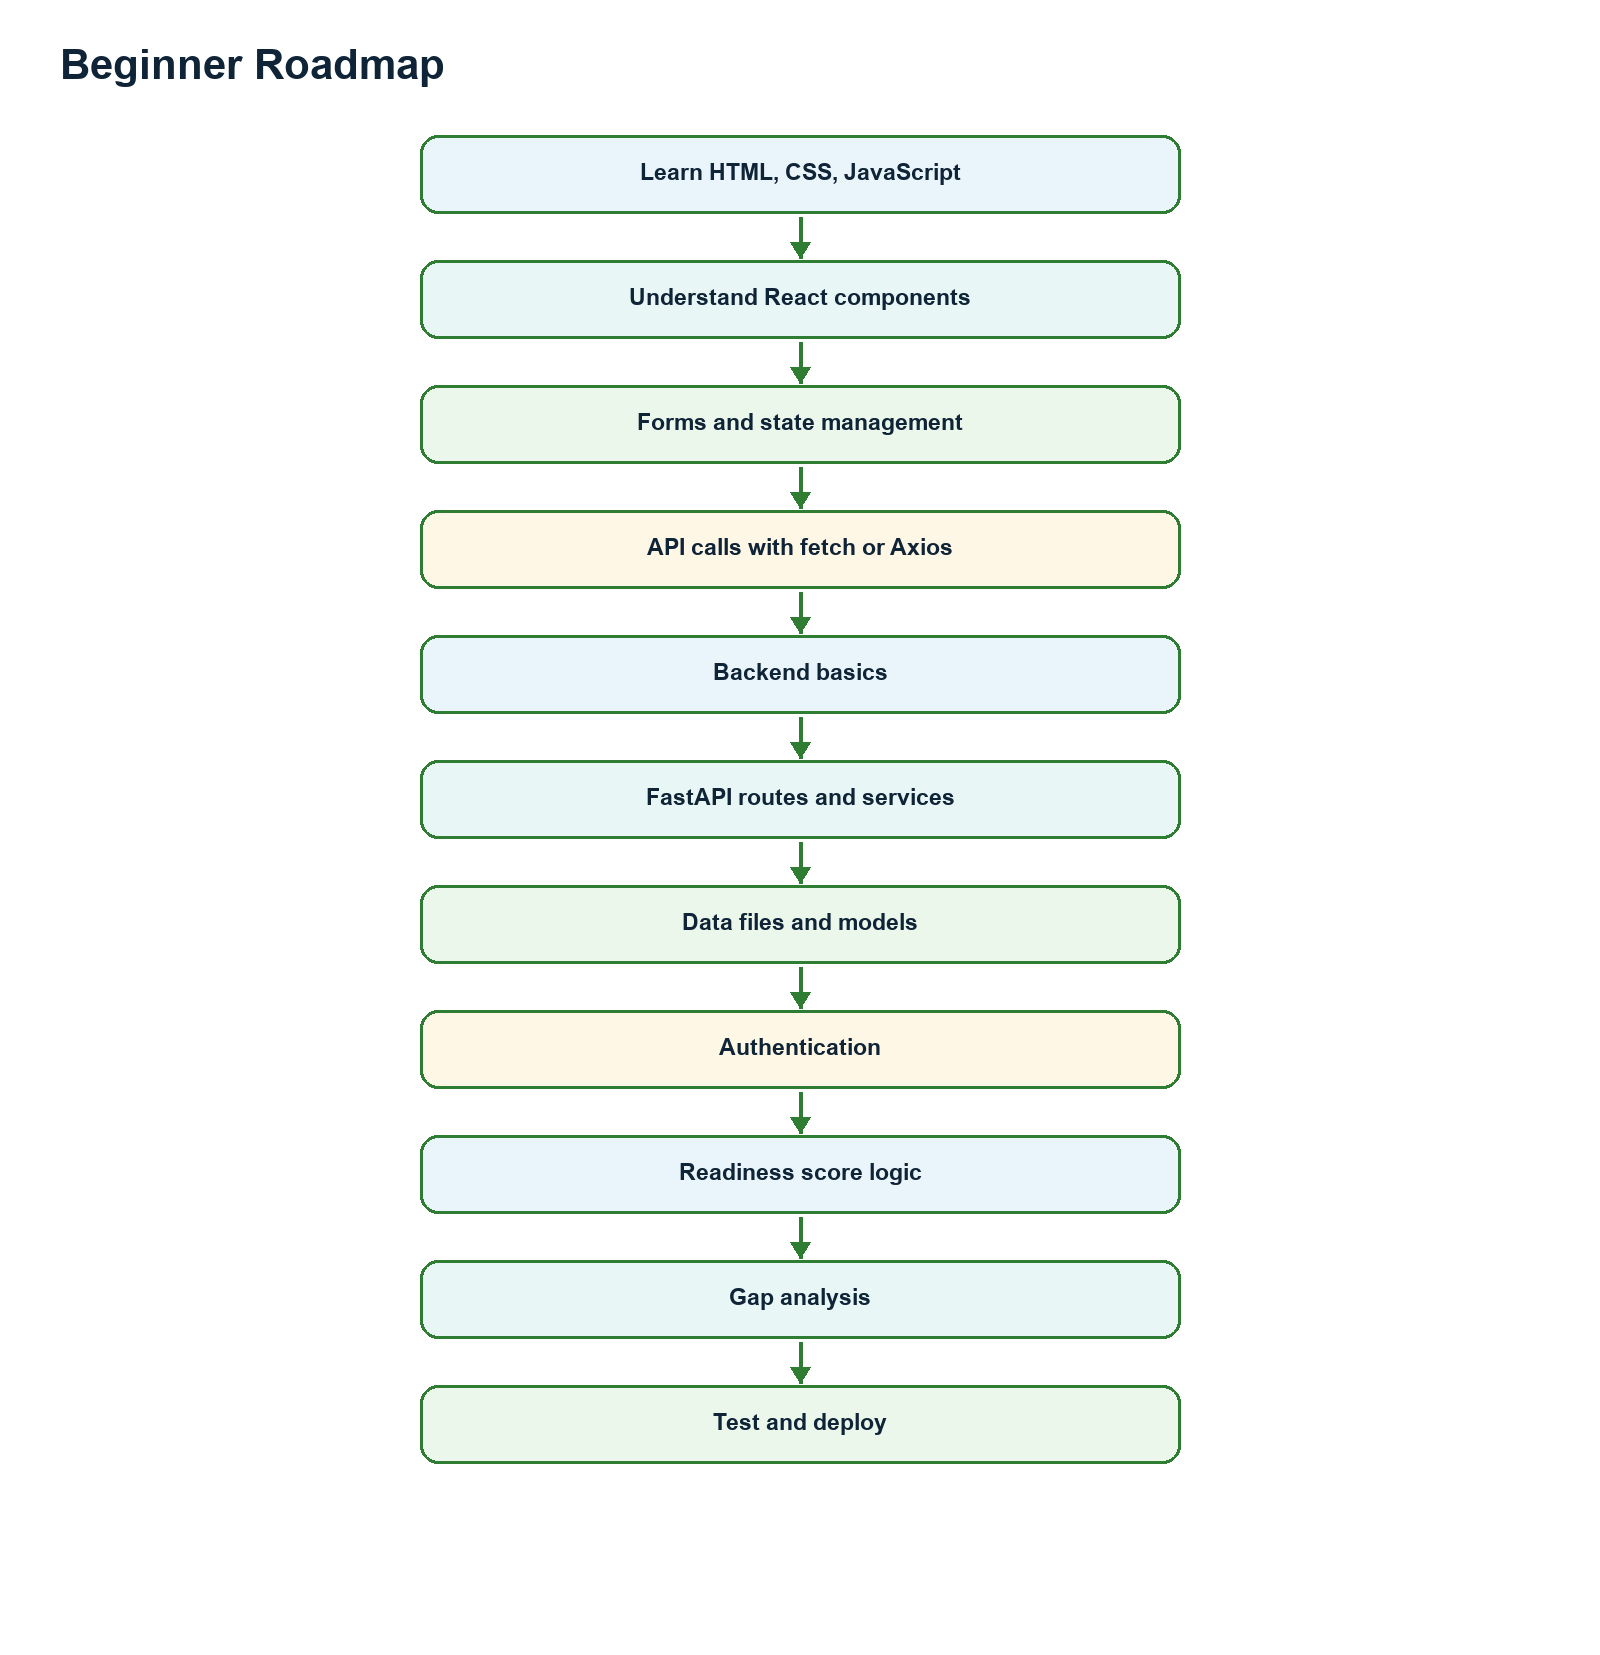 Beginner Roadmap
Learn HTML, CSS, JavaScript
Understand React components
Forms and state management
API calls with fetch or Axios
Backend basics
FastAPI routes and services
Data files and models
Authentication
Readiness score logic
Gap analysis
Test and deploy